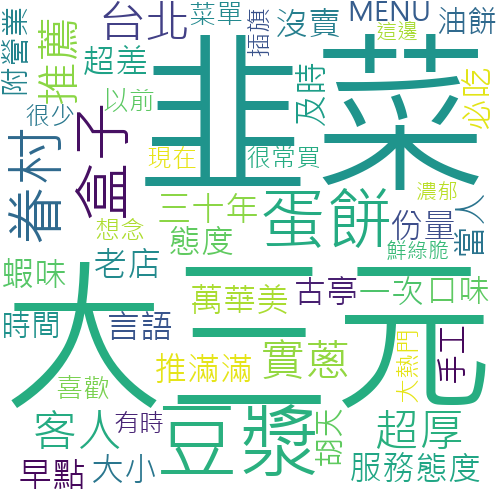 附營業
推薦
台北
菜單
插旗
沒賣
MENU
這邊
油餅
很少
超差
以前
韭菜
及時
必吃
眷村
盒子
現在
很常買
三十年
想念
態度
蛋餅
濃郁
份量
富人
鮮綠脆
蝦味
老店
萬華美
古亭
一次
口味
大三元
時間
言語
推滿滿
實蔥
大熱門
手工
喜歡
客人
有時
豆漿
胡天
超厚
早點
大小
服務態度